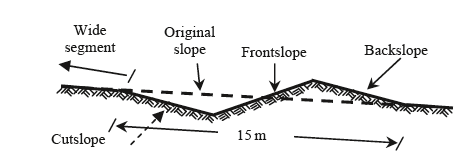 Wide
segment
Original
slope
Frontslope
Backslope
Cutslope
15 m